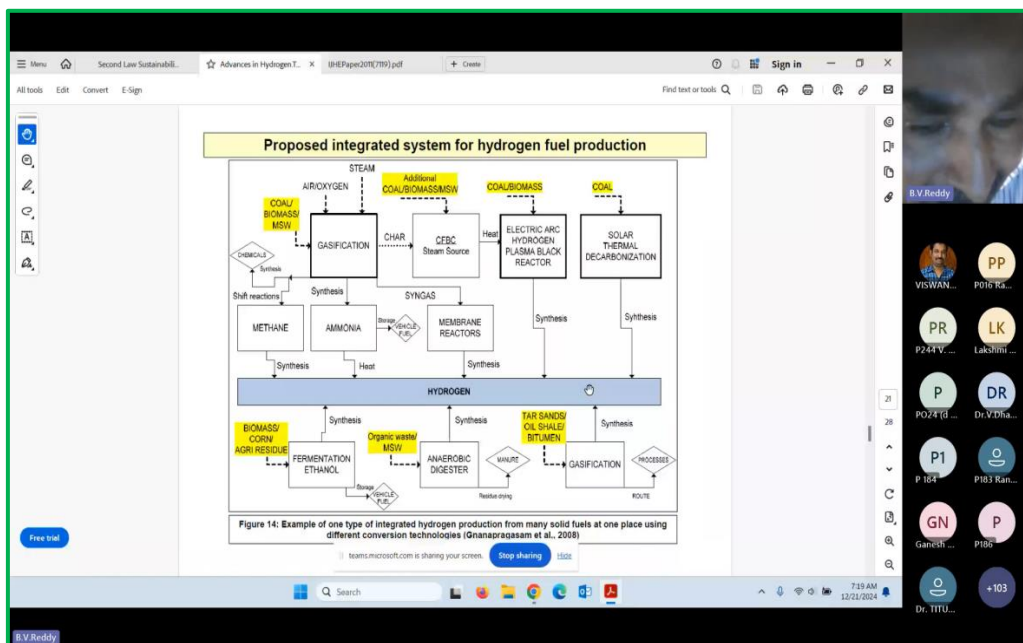 Menu
Second Law Sustainabili...
Advances in Hydrogen T...
IJHEPaper2011(7119).pdf
+ Create
Sign in
All tools
Edit
Convert
E-Sign
Find text or tools
Proposed integrated system for hydrogen fuel production
STEAM
AIR/OXYGEN
Additional
COAL/BIOMASS/MSW
COAL/BIOMASS
COAL
COAL/
BIOMASS/
MSW
GASIFICATION
CHAR
CFBC
Steam Source
Heat
ELECTRIC ARC
HYDROGEN
PLASMA BLACK
REACTOR
SOLAR
THERMAL
DECARBONIZATION
CHEMICALS
Synthesis
Shift reactions
Synthesis
SYNGAS
METHANE
AMMONIA
Storage
VEHICLE
FUEL
MEMBRANE
REACTORS
Synthesis
Synthesis
Synthesis
Heat
Synthesis
HYDROGEN
BIOMASS/
CORN/
AGRI RESIDUE
Synthesis
FERMENTATION
ETHANOL
Storage
VEHICLE
FUEL
Organic waste/
MSW
Synthesis
ANAEROBIC
DIGESTER
MANURE
Residue drying
TAR SANDS/
OIL SHALE/
BITUMEN
Synthesis
GASIFICATION
PROCESSES
ROUTE
Figure 14: Example of one type of integrated hydrogen production from many solid fuels at one place using
different conversion technologies (Gnanapragasam et al., 2008)
21
28
Free trial
teams.microsoft.com is sharing your screen.
Stop sharing
Hide
Search
7:19 AM
12/21/2024
B.V.Reddy
B.V.Reddy
VISWAN...
PP
P016 Ra...
PR
P244 V. ...
LK
Lakshmi ...
P
PO24 (d ...
DR
Dr.V.Dha...
P1
P 184
P183 Ran...
GN
Ganesh ...
P
P186
Dr. TITU...
+103